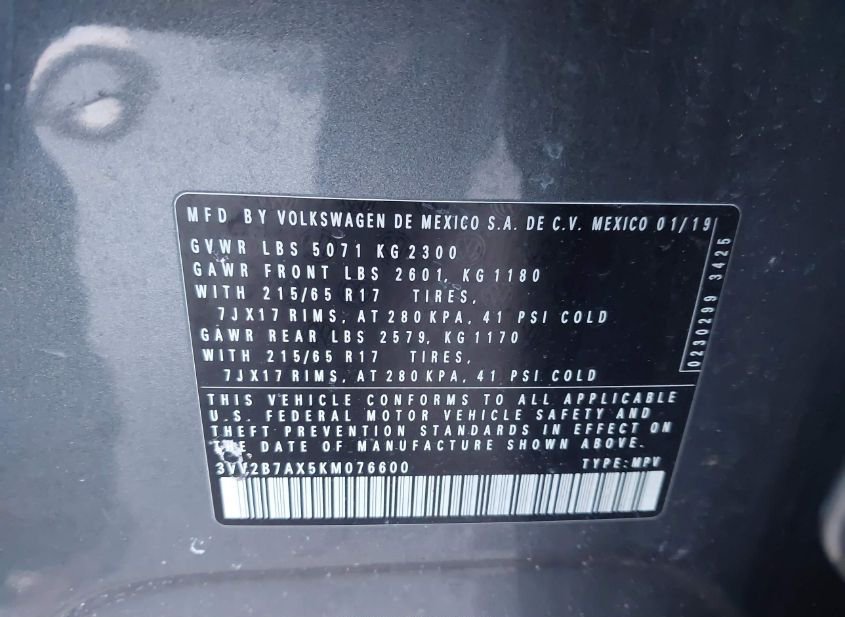 MFD BY VOLKSWAGEN DE MEXICO S.A. DE C.V. MEXICO 01/19
GVWR LBS 5071 KG 2300
GAWR FRONT LBS 2601, KG 1180
WITH 215/65 R17 TIRES,
7JX17 RIMS, AT 280 KPA, 41 PSI COLD
GAWR REAR LBS 2579, KG 1170
WITH 215/65 R17 TIRES,
7JX17 RIMS, AT 280 KPA, 41 PSI COLD
0230299 3425
THIS VEHICLE CONFORMS TO ALL APPLICABLE
U.S. FEDERAL MOTOR VEHICLE SAFETY AND
THEFT PREVENTION STANDARDS IN EFFECT ON
THE DATE OF MANUFACTURE SHOWN ABOVE.
3VV2B7AX5KM076600 TYPE: MPV